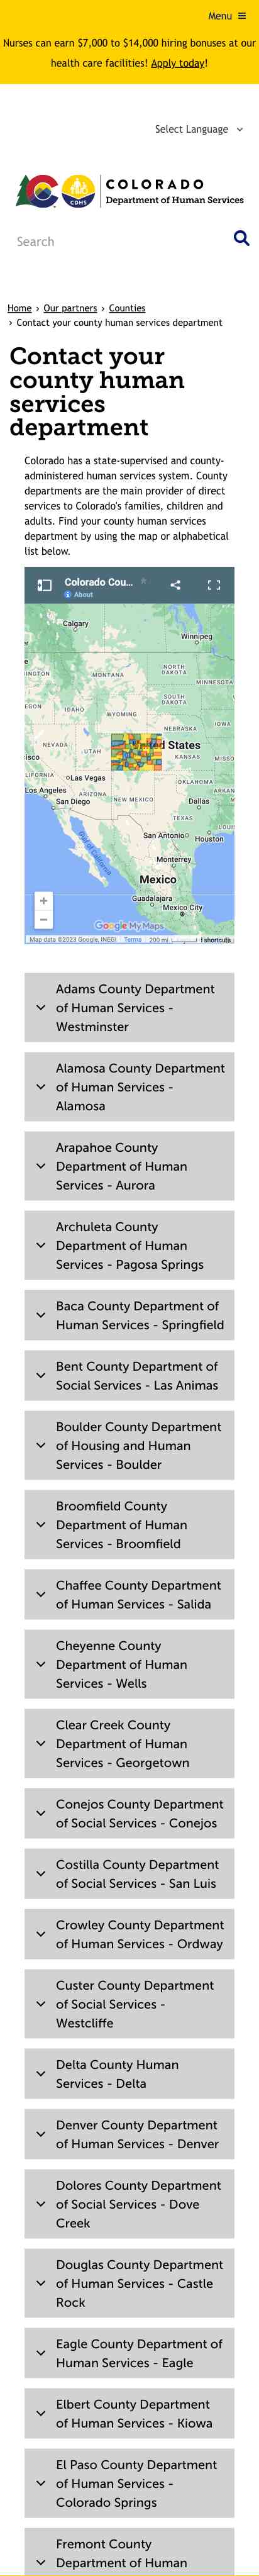 Menu
Nurses can earn $7,000 to $14,000 hiring bonuses at our
health care facilities! Apply today!
Select Language
COLORADO
CDHS
Department of Human Services
Search
Home › Our partners › Counties
› Contact your county human services department
Contact your
county human
services
department
Colorado has a state-supervised and county-
administered human services system. County
departments are the main provider of direct
services to Colorado's families, children and
adults. Find your county human services
department by using the map or alphabetical
list below.
Colorado Cou...
About
Calgary
Winnipeg
WASHINGTON
MONTANA
NORTH
DAKOTA
MINNESOTA
SOUTH
DAKOTA
EGON
IDAHO
WYOMING
IOWA
NEBRASKA
NEVADA
UTAH
ited States
isco
KANSAS
MISSO
LIFORNIA
Las Vegas
OKLAHOMA
Los Angeles
ARIZONA
NEW MEXICO
ARKAN
San Diego
Dallas
TEXAS
LOUI
San Antonio
Houston
Gulf of California
Monterrey
Mexico
Guadalajara
Mexico City
Google My Maps
Map data ©2023 Google, INEGI Terms 200 mi shortcuts
Adams County Department
of Human Services -
Westminster
Alamosa County Department
of Human Services -
Alamosa
Arapahoe County
Department of Human
Services - Aurora
Archuleta County
Department of Human
Services - Pagosa Springs
Baca County Department of
Human Services - Springfield
Bent County Department of
Social Services - Las Animas
Boulder County Department
of Housing and Human
Services - Boulder
Broomfield County
Department of Human
Services - Broomfield
Chaffee County Department
of Human Services - Salida
Cheyenne County
Department of Human
Services - Wells
Clear Creek County
Department of Human
Services - Georgetown
Conejos County Department
of Social Services - Conejos
Costilla County Department
of Social Services - San Luis
Crowley County Department
of Human Services - Ordway
Custer County Department
of Social Services -
Westcliffe
Delta County Human
Services - Delta
Denver County Department
of Human Services - Denver
Dolores County Department
of Social Services - Dove
Creek
Douglas County Department
of Human Services - Castle
Rock
Eagle County Department of
Human Services - Eagle
Elbert County Department
of Human Services - Kiowa
El Paso County Department
of Human Services -
Colorado Springs
Fremont County
Department of Human